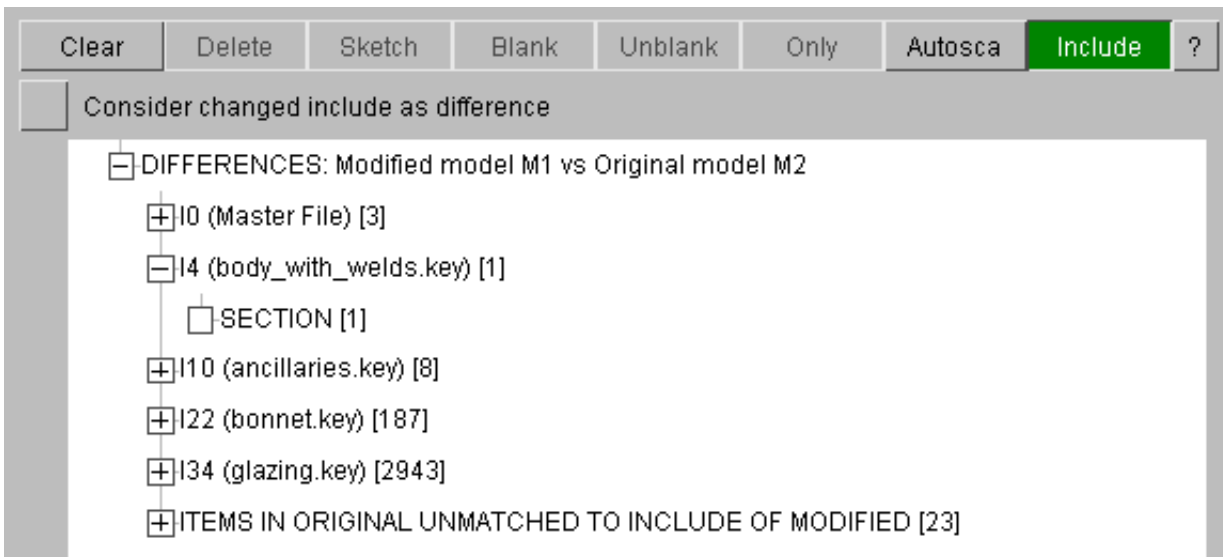 Clear Delete Sketch Blank Unblank Only Autosca Include ?
Consider changed include as difference
DIFFERENCES: Modified model M1 vs Original model M2
I0 (Master File) [3]
I4 (body_with_welds.key) [1]
SECTION [1]
I10 (ancillaries.key) [8]
I22 (bonnet.key) [187]
I34 (glazing.key) [2943]
ITEMS IN ORIGINAL UNMATCHED TO INCLUDE OF MODIFIED [23]